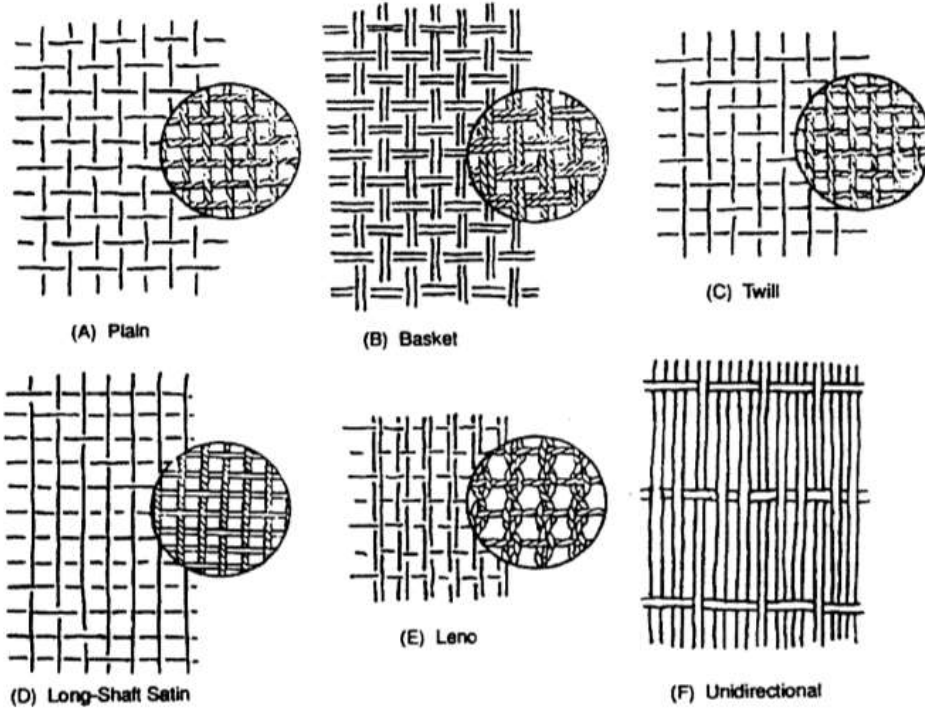 (A) Plain
(B) Basket
(C) Twill
(D) Long-Shaft Satin
(E) Leno
(F) Unidirectional